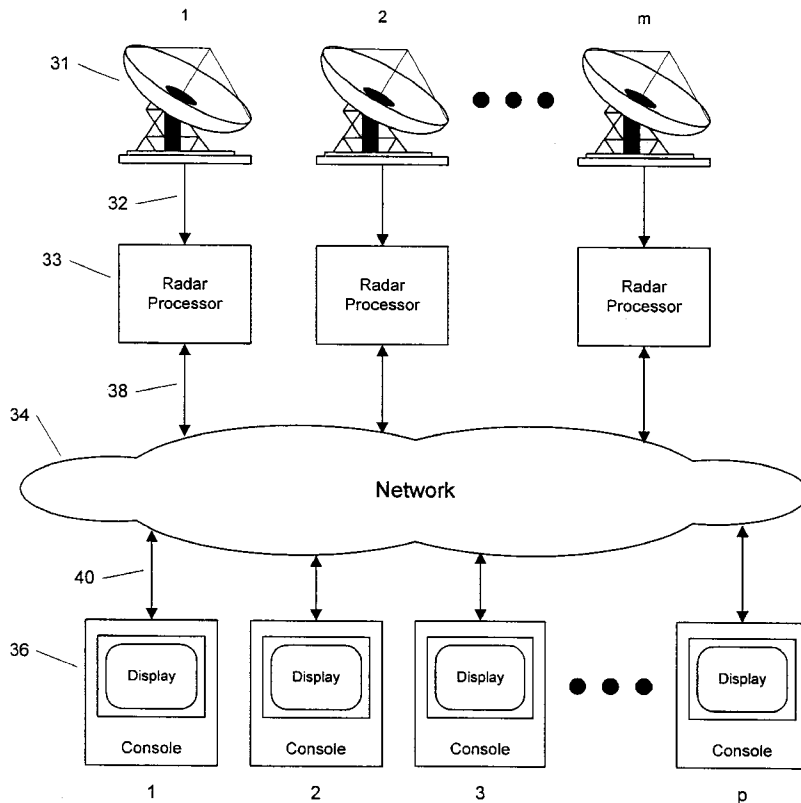 1 2 m
31
32
33
Radar Processor
Radar Processor
Radar Processor
38
34
Network
40
36
Display
Display
Display
Display
Console
Console
Console
Console
1 2 3 p